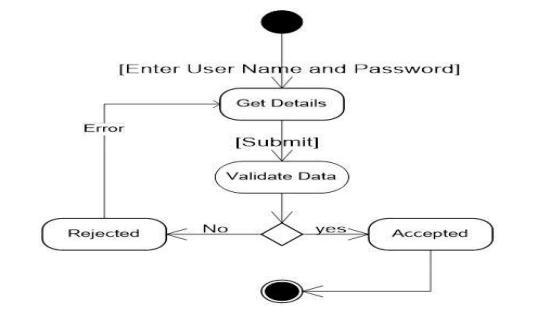 [Enter User Name and Password]
Get Details
Error
[Submit]
Validate Data
Rejected
No
yes
Accepted